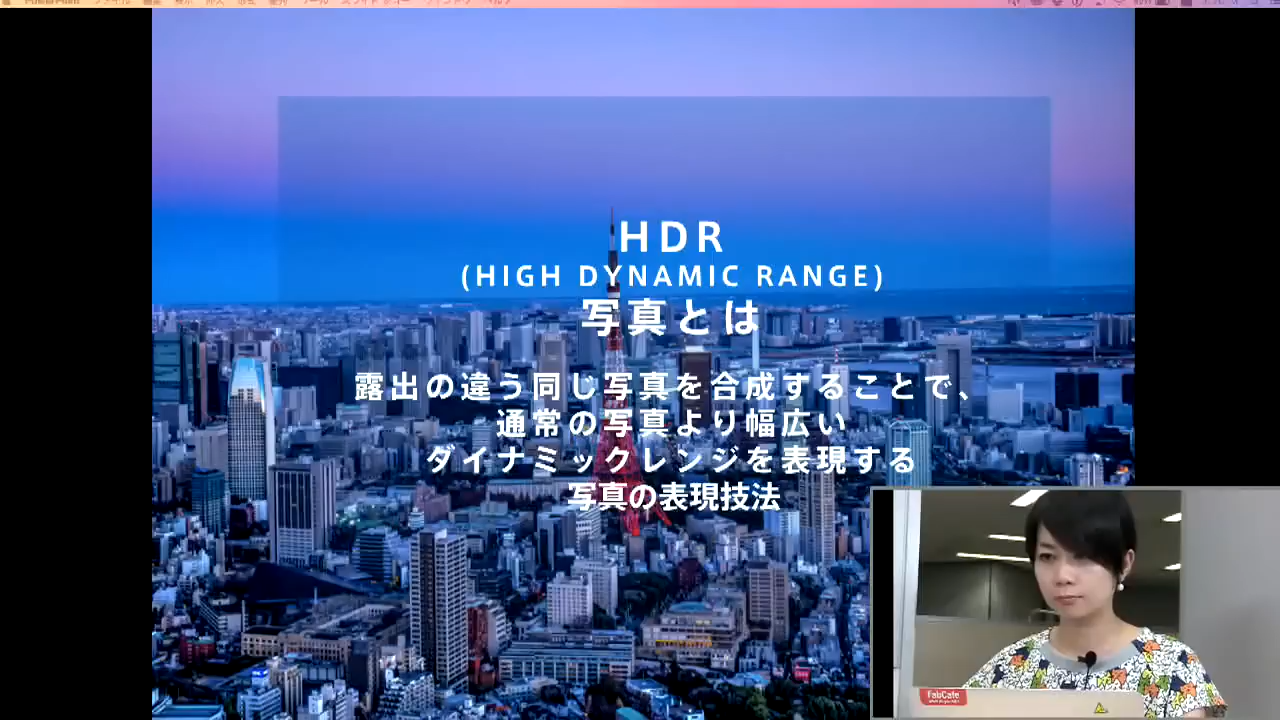 HDR
(HIGH DYNAMIC RANGE)
写真とは
露出の違う同じ写真を合成することで、
通常の写真より幅広い
ダイナミックレンジを表現する
写真の表現技法
FabCafe